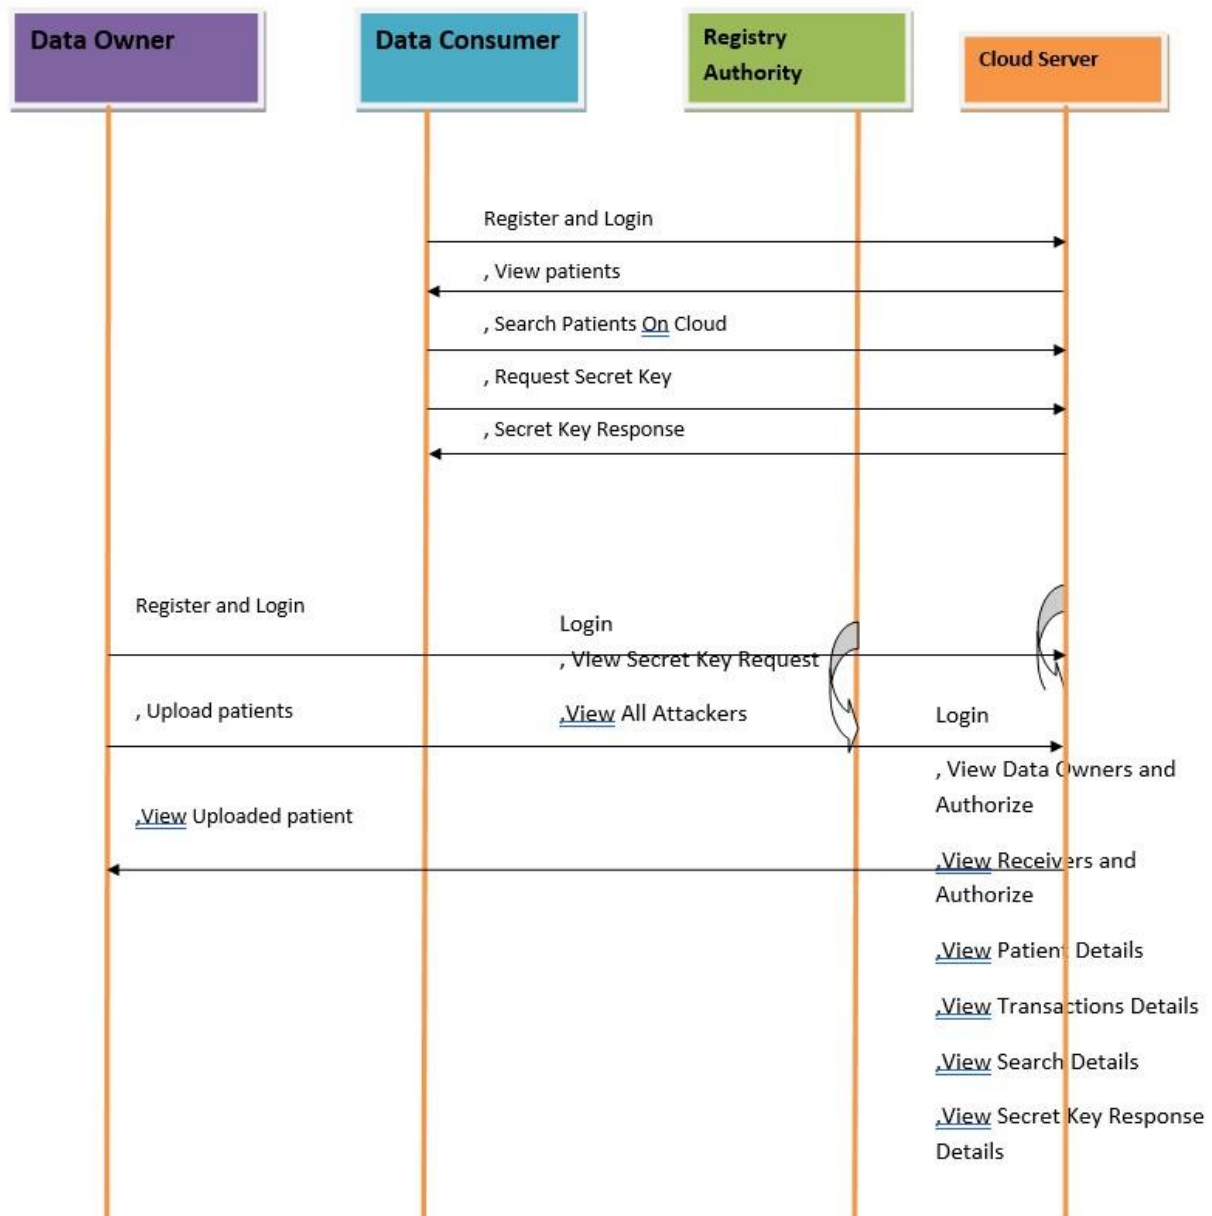 Data Owner
Data Consumer
Registry
Authority
Cloud Server
Register and Login
, View patients
, Search Patients On Cloud
, Request Secret Key
, Secret Key Response
Register and Login
, Upload patients
,View Uploaded patient
Login
, VIew Secret Key Request
,View All Attackers
Login
, View Data Owners and
Authorize
,View Receivers and
Authorize
,View Patient Details
,View Transactions Details
,View Search Details
,View Secret Key Response
Details